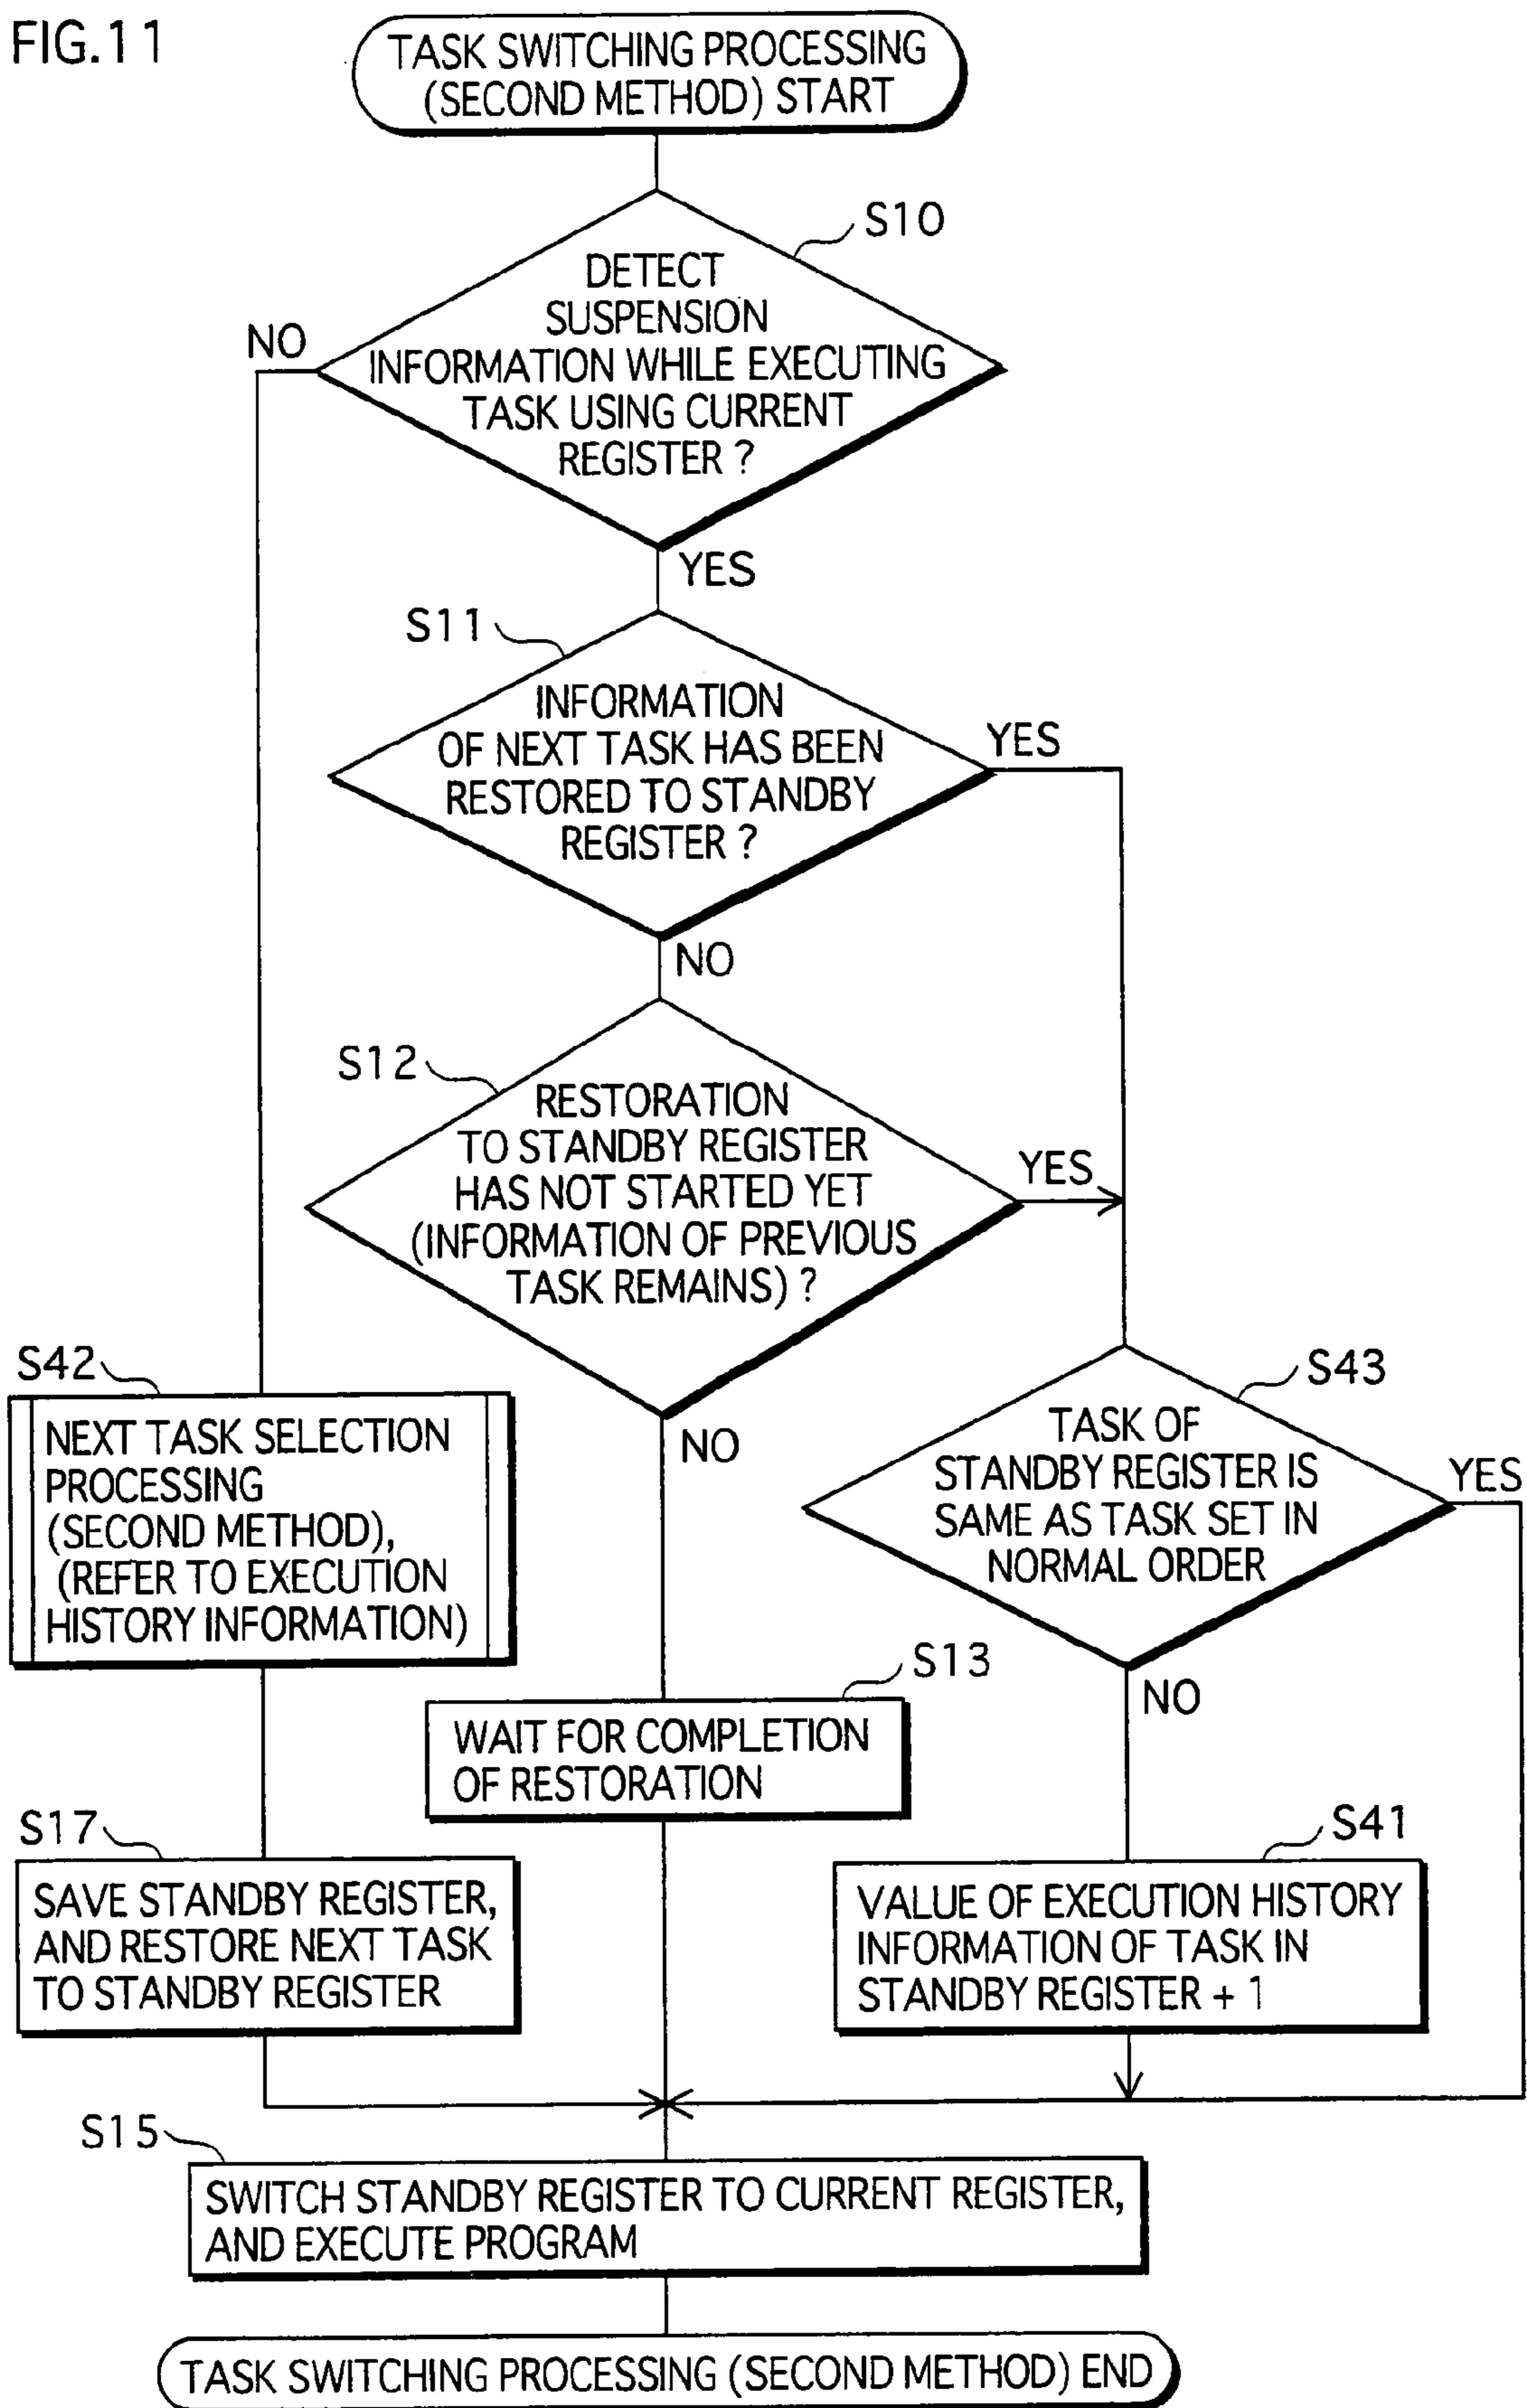 FIG.11
TASK SWITCHING PROCESSING
(SECOND METHOD) START
S10
DETECT
SUSPENSION
INFORMATION WHILE EXECUTING
TASK USING CURRENT
REGISTER ?
NO
YES
S11
INFORMATION
OF NEXT TASK HAS BEEN
RESTORED TO STANDBY
REGISTER ?
YES
NO
S12
RESTORATION
TO STANDBY REGISTER
HAS NOT STARTED YET
(INFORMATION OF PREVIOUS
TASK REMAINS) ?
YES
NO
S42
NEXT TASK SELECTION
PROCESSING
(SECOND METHOD),
(REFER TO EXECUTION
HISTORY INFORMATION)
S43
TASK OF
STANDBY REGISTER IS
SAME AS TASK SET IN
NORMAL ORDER
YES
NO
S13
WAIT FOR COMPLETION
OF RESTORATION
S17
SAVE STANDBY REGISTER,
AND RESTORE NEXT TASK
TO STANDBY REGISTER
S41
VALUE OF EXECUTION HISTORY
INFORMATION OF TASK IN
STANDBY REGISTER + 1
S15
SWITCH STANDBY REGISTER TO CURRENT REGISTER,
AND EXECUTE PROGRAM
TASK SWITCHING PROCESSING (SECOND METHOD) END